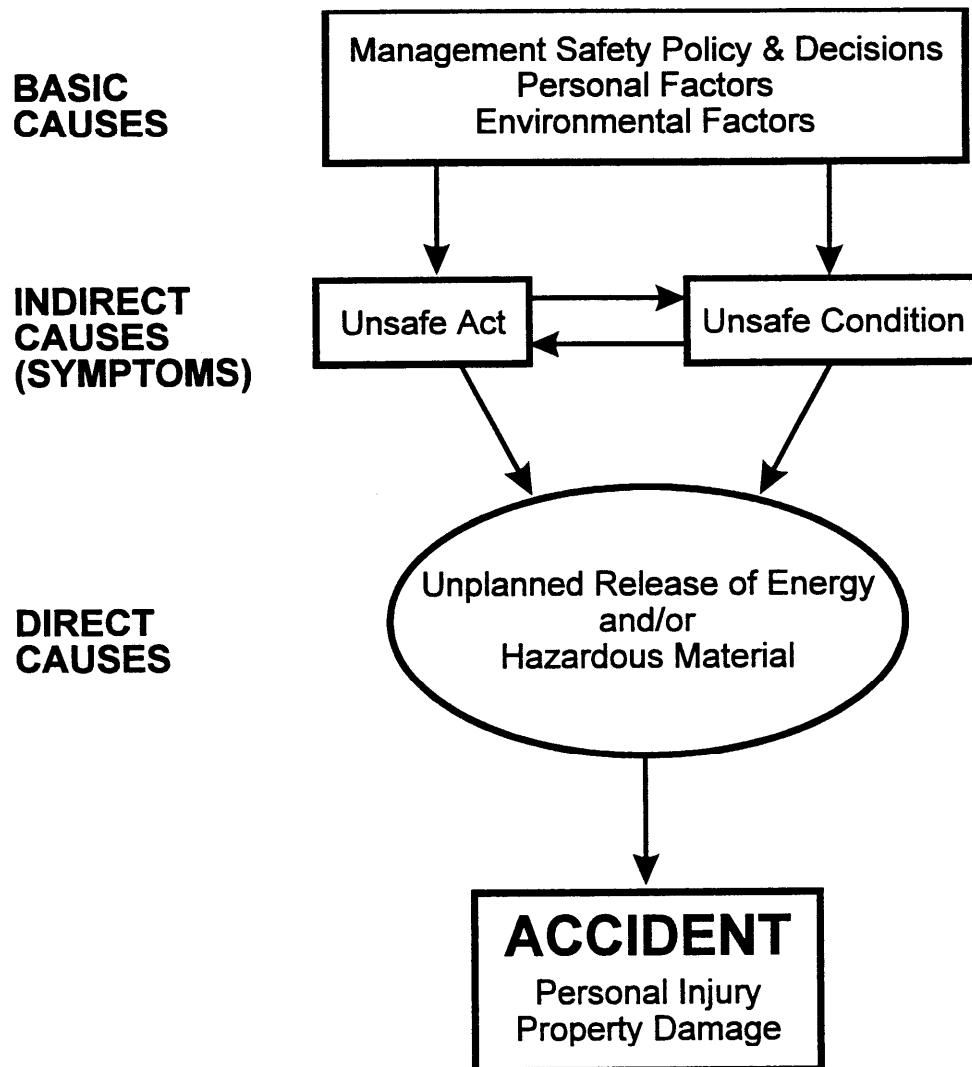 BASIC
CAUSES
Management Safety Policy & Decisions
Personal Factors
Environmental Factors
INDIRECT
CAUSES
(SYMPTOMS)
Unsafe Act
Unsafe Condition
DIRECT
CAUSES
Unplanned Release of Energy
and/or
Hazardous Material
ACCIDENT
Personal Injury
Property Damage